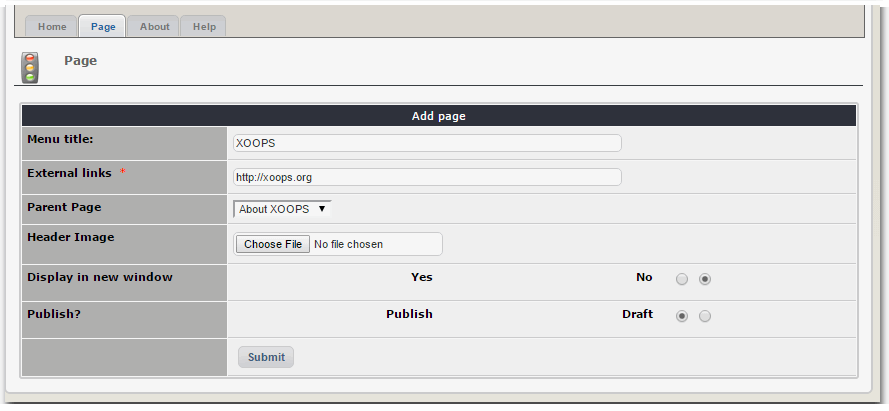 Home Page About Help
Page
Add page
Menu title: XOOPS
External links * http://xoops.org
Parent Page About XOOPS
Header Image Choose File No file chosen
Display in new window Yes No
Publish? Publish Draft
Submit